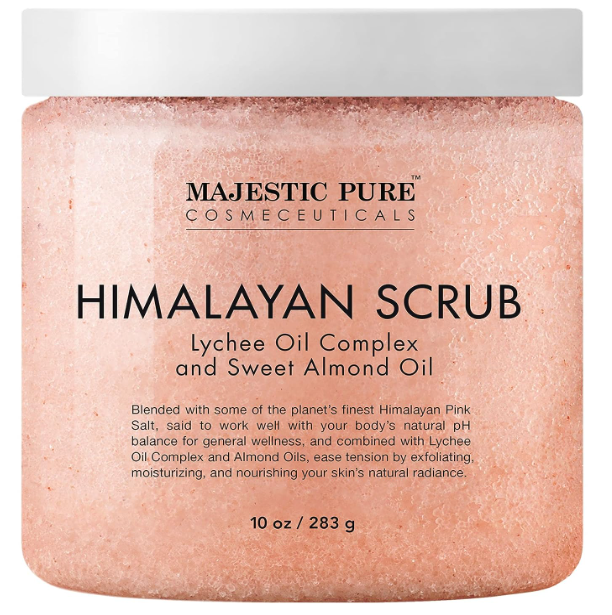 MAJESTIC PURE™
COSMECEUTICALS
HIMALAYAN SCRUB
Lychee Oil Complex
and Sweet Almond Oil
Blended with some of the planet's finest Himalayan Pink
Salt, said to work well with your body's natural pH
balance for general wellness, and combined with Lychee
Oil Complex and Almond Oils, ease tension by exfoliating,
moisturizing, and nourishing your skin's natural radiance.
10 oz / 283 g